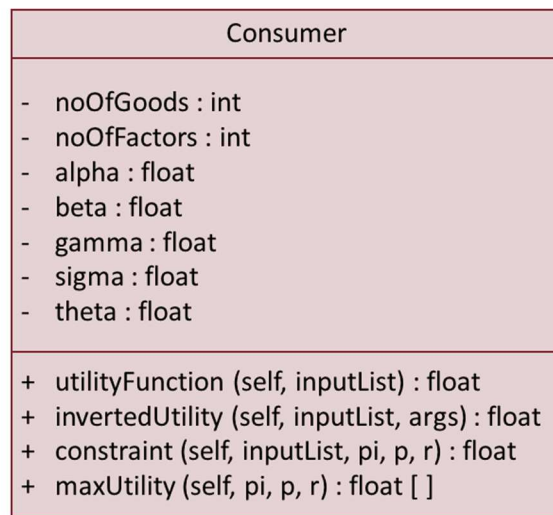 Consumer
- noOfGoods : int
- noOfFactors : int
- alpha : float
- beta : float
- gamma : float
- sigma : float
- theta : float
+ utilityFunction (self, inputList) : float
+ invertedUtility (self, inputList, args) : float
+ constraint (self, inputList, pi, p, r) : float
+ maxUtility (self, pi, p, r) : float [ ]